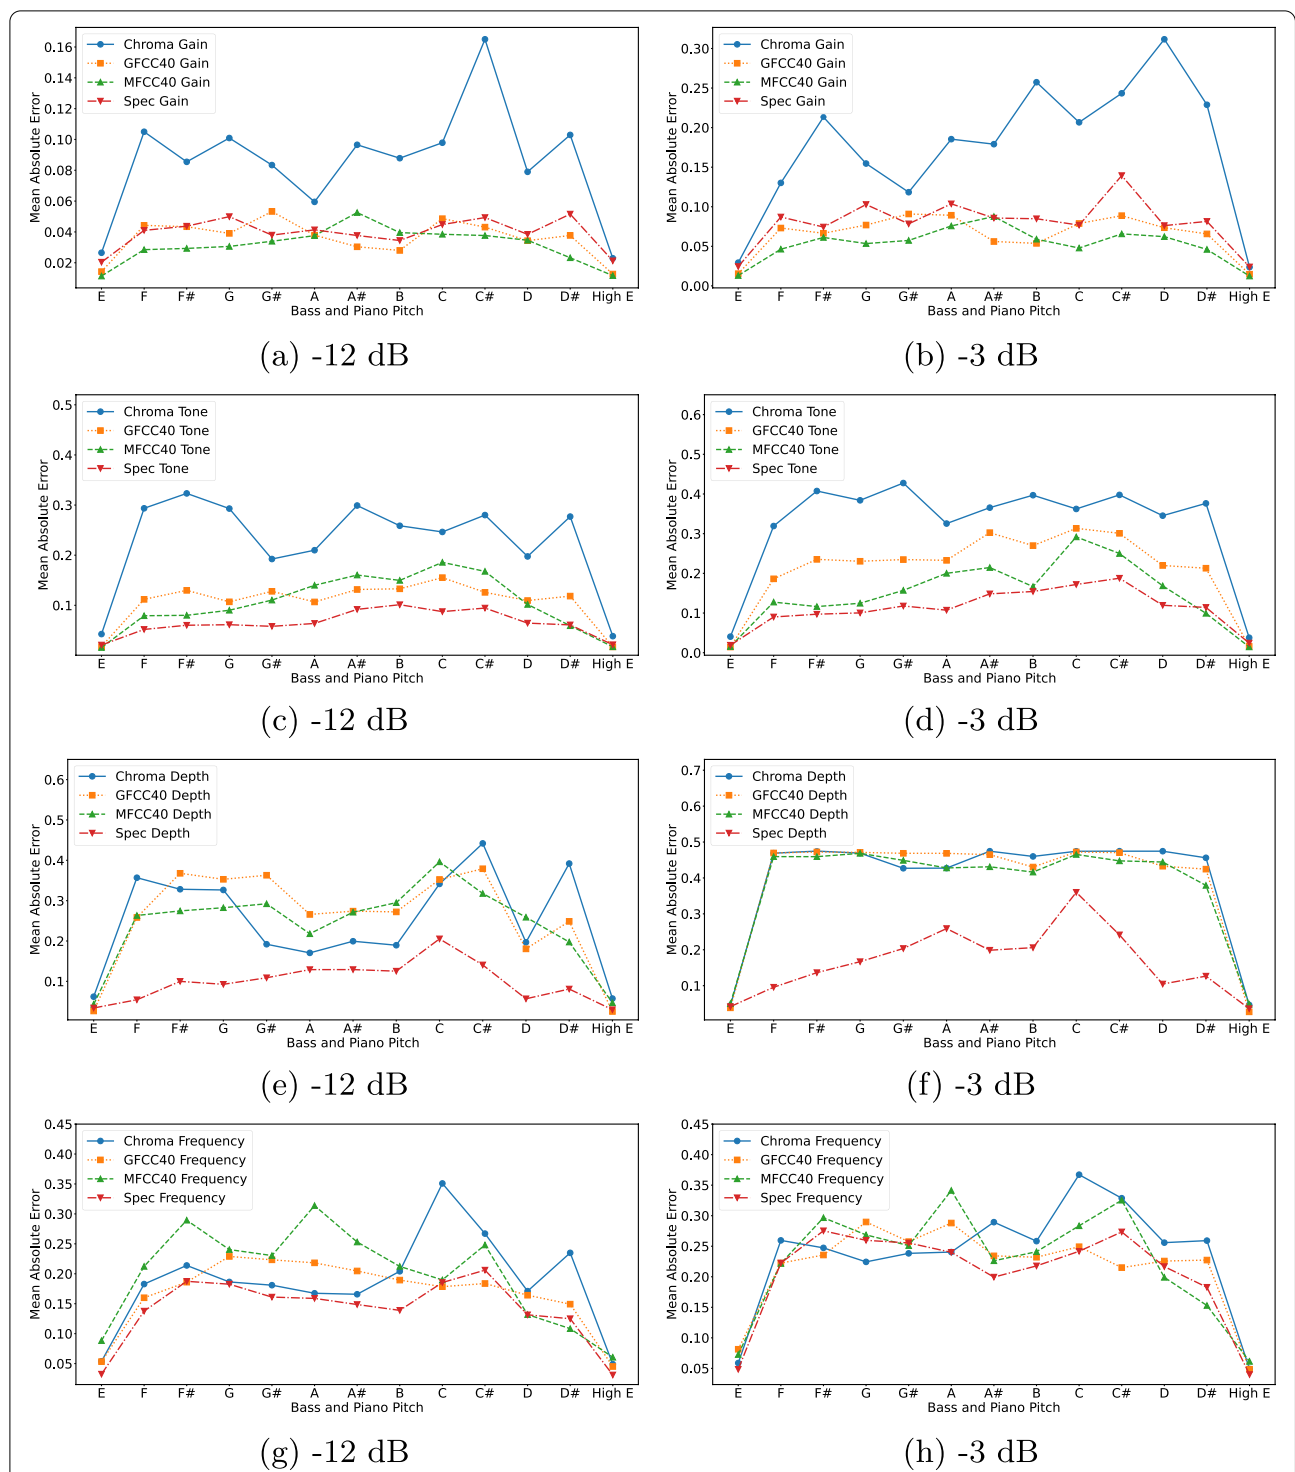 0.16
0.14
0.12
0.10
0.08
0.06
0.04
0.02
Mean Absolute Error
Chroma Gain
GFCC40 Gain
MFCC40 Gain
Spec Gain
E F F# G G# A A# B C C# D D# High E
Bass and Piano Pitch
(a) -12 dB
0.30
0.25
0.20
0.15
0.10
0.05
0.00
Mean Absolute Error
Chroma Gain
GFCC40 Gain
MFCC40 Gain
Spec Gain
E F F# G G# A A# B C C# D D# High E
Bass and Piano Pitch
(b) -3 dB
0.5
0.4
0.3
0.2
0.1
Mean Absolute Error
Chroma Tone
GFCC40 Tone
MFCC40 Tone
Spec Tone
E F F# G G# A A# B C C# D D# High E
Bass and Piano Pitch
(c) -12 dB
0.6
0.5
0.4
0.3
0.2
0.1
0.0
Mean Absolute Error
Chroma Tone
GFCC40 Tone
MFCC40 Tone
Spec Tone
E F F# G G# A A# B C C# D D# High E
Bass and Piano Pitch
(d) -3 dB
0.6
0.5
0.4
0.3
0.2
0.1
Mean Absolute Error
Chroma Depth
GFCC40 Depth
MFCC40 Depth
Spec Depth
E F F# G G# A A# B C C# D D# High E
Bass and Piano Pitch
(e) -12 dB
0.7
0.6
0.5
0.4
0.3
0.2
0.1
Mean Absolute Error
Chroma Depth
GFCC40 Depth
MFCC40 Depth
Spec Depth
E F F# G G# A A# B C C# D D# High E
Bass and Piano Pitch
(f) -3 dB
0.45
0.40
0.35
0.30
0.25
0.20
0.15
0.10
0.05
Mean Absolute Error
Chroma Frequency
GFCC40 Frequency
MFCC40 Frequency
Spec Frequency
E F F# G G# A A# B C C# D D# High E
Bass and Piano Pitch
(g) -12 dB
0.45
0.40
0.35
0.30
0.25
0.20
0.15
0.10
0.05
Mean Absolute Error
Chroma Frequency
GFCC40 Frequency
MFCC40 Frequency
Spec Frequency
E F F# G G# A A# B C C# D D# High E
Bass and Piano Pitch
(h) -3 dB